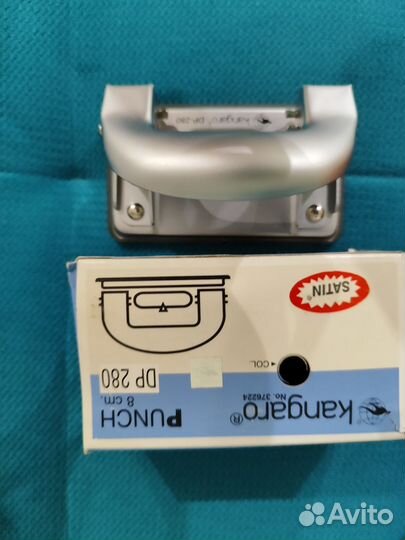 kangaro® DP-280
kangaro®
No. 376224
PUNCH
8 cm.
DP 280
◄ COL.
SATIN®
Avito